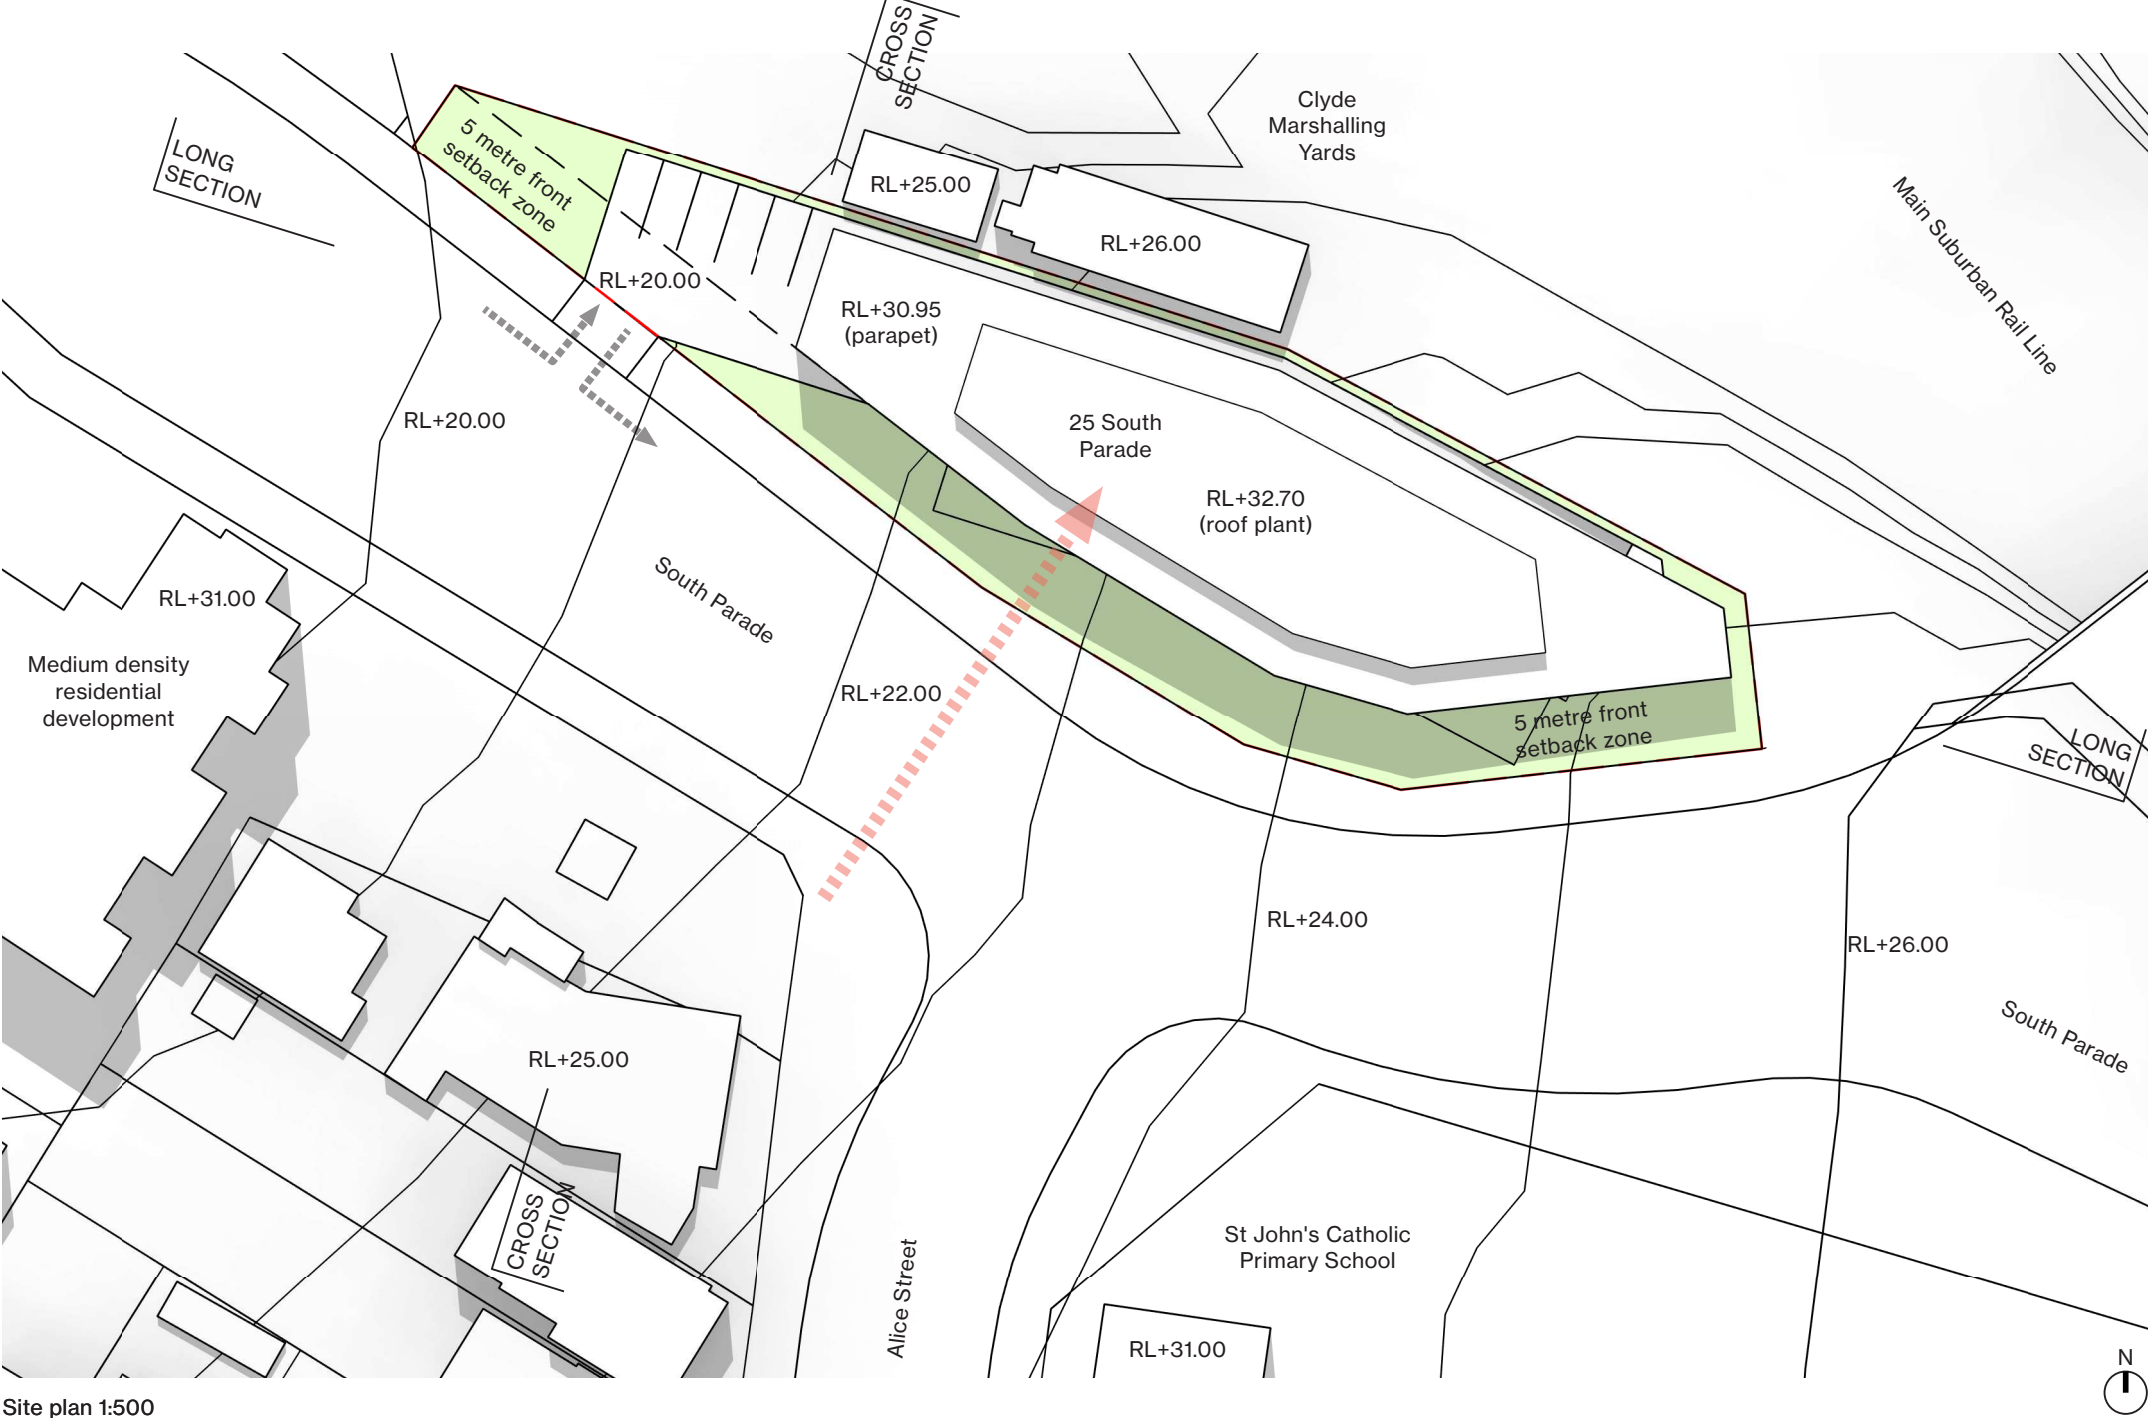 CROSS
SECTION
Clyde
Marshalling
Yards
5 metre front
setback zone
LONG
SECTION
RL+25.00
RL+26.00
Main Suburban Rail Line
RL+20.00
RL+30.95
(parapet)
RL+20.00
25 South
Parade
RL+32.70
(roof plant)
South Parade
RL+31.00
Medium density
residential
development
RL+22.00
5 metre front
setback zone
LONG
SECTION
RL+24.00
RL+26.00
South Parade
RL+25.00
CROSS
SECTION
Alice Street
St John's Catholic
Primary School
RL+31.00
N
Site plan 1:500